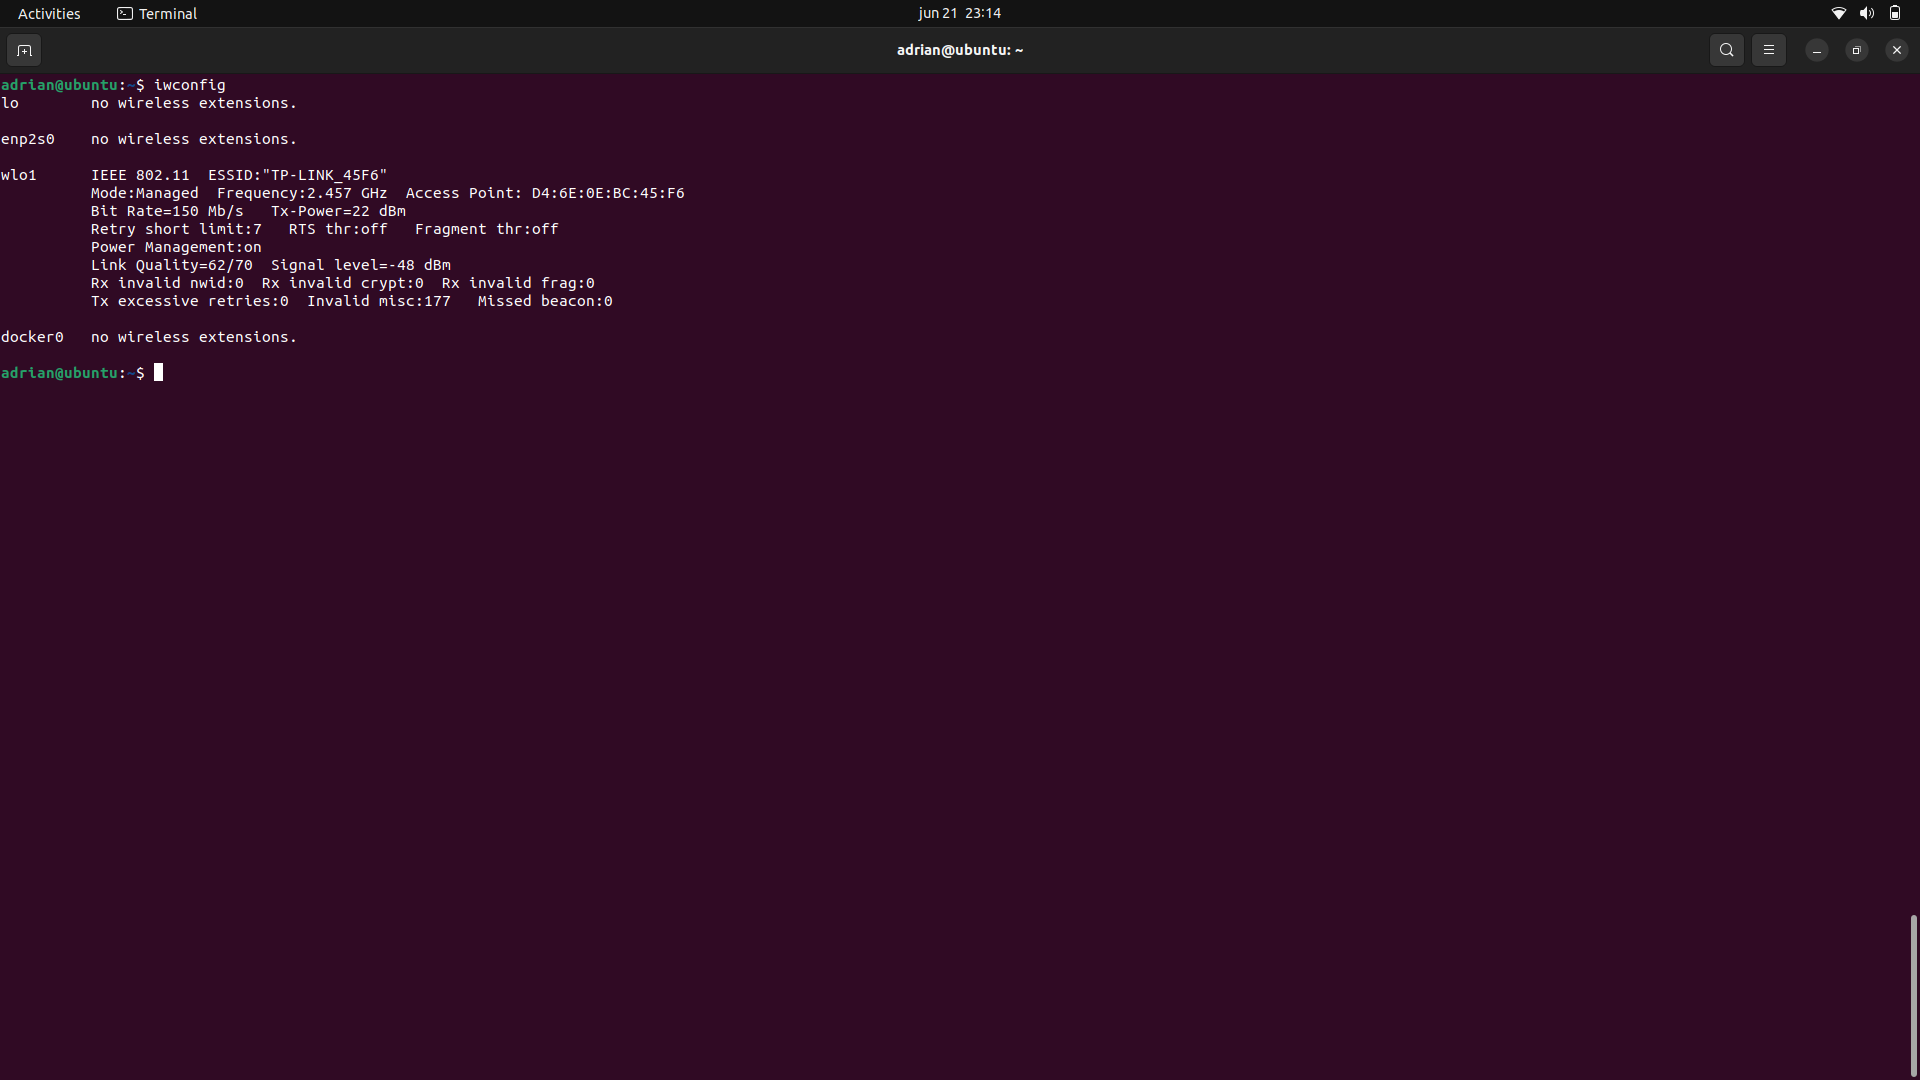 Activities Terminal jun 21 23:14
adrian@ubuntu: ~
adrian@ubuntu:~$ iwconfig
lo        no wireless extensions.
enp2s0    no wireless extensions.
wlo1      IEEE 802.11  ESSID:"TP-LINK_45F6"
          Mode:Managed  Frequency:2.457 GHz  Access Point: D4:6E:0E:BC:45:F6
          Bit Rate=150 Mb/s   Tx-Power=22 dBm
          Retry short limit:7   RTS thr:off   Fragment thr:off
          Power Management:on
          Link Quality=62/70  Signal level=-48 dBm
          Rx invalid nwid:0  Rx invalid crypt:0  Rx invalid frag:0
          Tx excessive retries:0  Invalid misc:177   Missed beacon:0
docker0   no wireless extensions.
adrian@ubuntu:~$